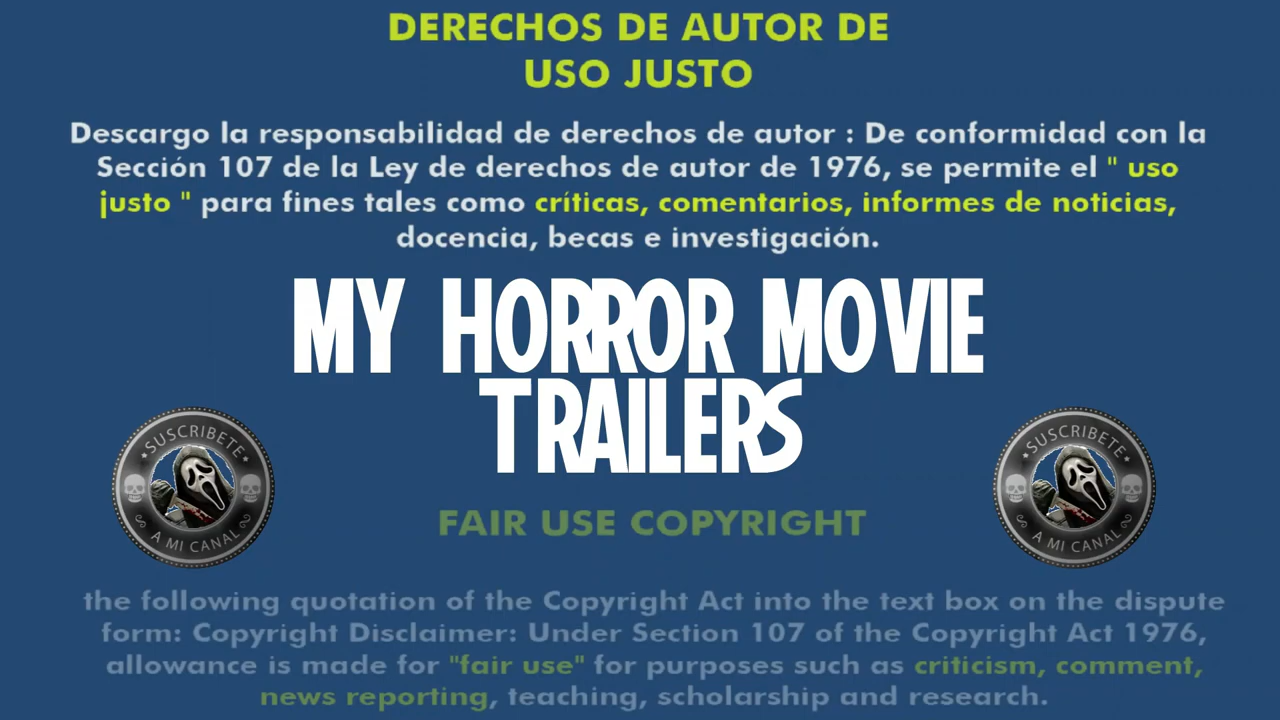 DERECHOS DE AUTOR DE
USO JUSTO
Descargo la responsabilidad de derechos de autor : De conformidad con la
Sección 107 de la Ley de derechos de autor de 1976, se permite el " uso
justo " para fines tales como críticas, comentarios, informes de noticias,
docencia, becas e investigación.
MY HORROR MOVIE
TRAILERS
SUSCRIBETE
A MI CANAL
SUSCRIBETE
A MI CANAL
FAIR USE COPYRIGHT
the following quotation of the Copyright Act into the text box on the dispute
form: Copyright Disclaimer: Under Section 107 of the Copyright Act 1976,
allowance is made for "fair use" for purposes such as criticism, comment,
news reporting, teaching, scholarship and research.